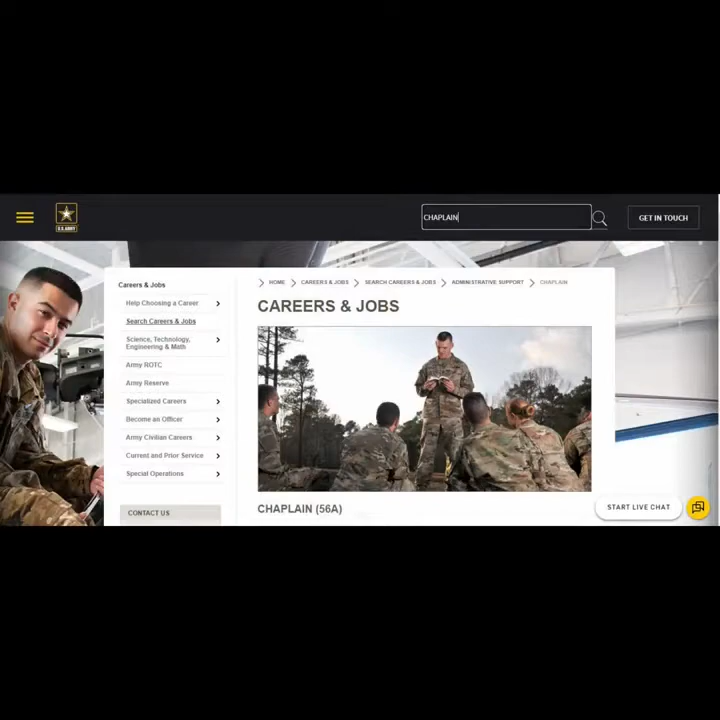 U.S.ARMY
CHAPLAIN
GET IN TOUCH
Careers & Jobs
Help Choosing a Career
Search Careers & Jobs
Science, Technology,
Engineering & Math
Army ROTC
Army Reserve
Specialized Careers
Become an Officer
Army Civilian Careers
Current and Prior Service
Special Operations
CONTACT US
HOME CAREERS & JOBS SEARCH CAREERS & JOBS ADMINISTRATIVE SUPPORT CHAPLAIN
CAREERS & JOBS
CHAPLAIN (56A)
START LIVE CHAT